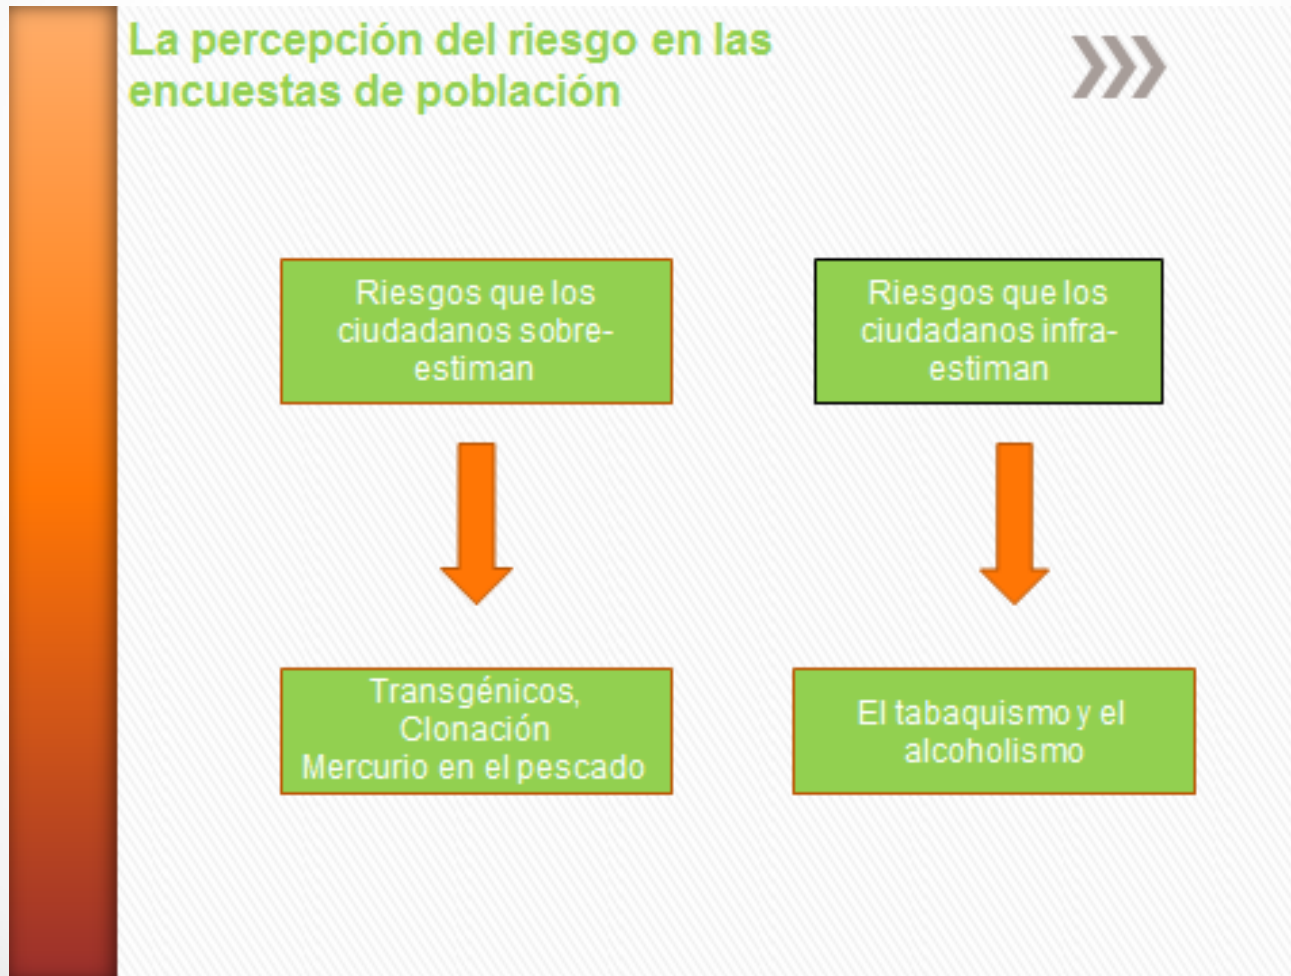 La percepción del riesgo en las
encuestas de población
Riesgos que los
ciudadanos sobre-
estiman
Riesgos que los
ciudadanos infra-
estiman
Transgénicos,
Clonación
Mercurio en el pescado
El tabaquismo y el
alcoholismo